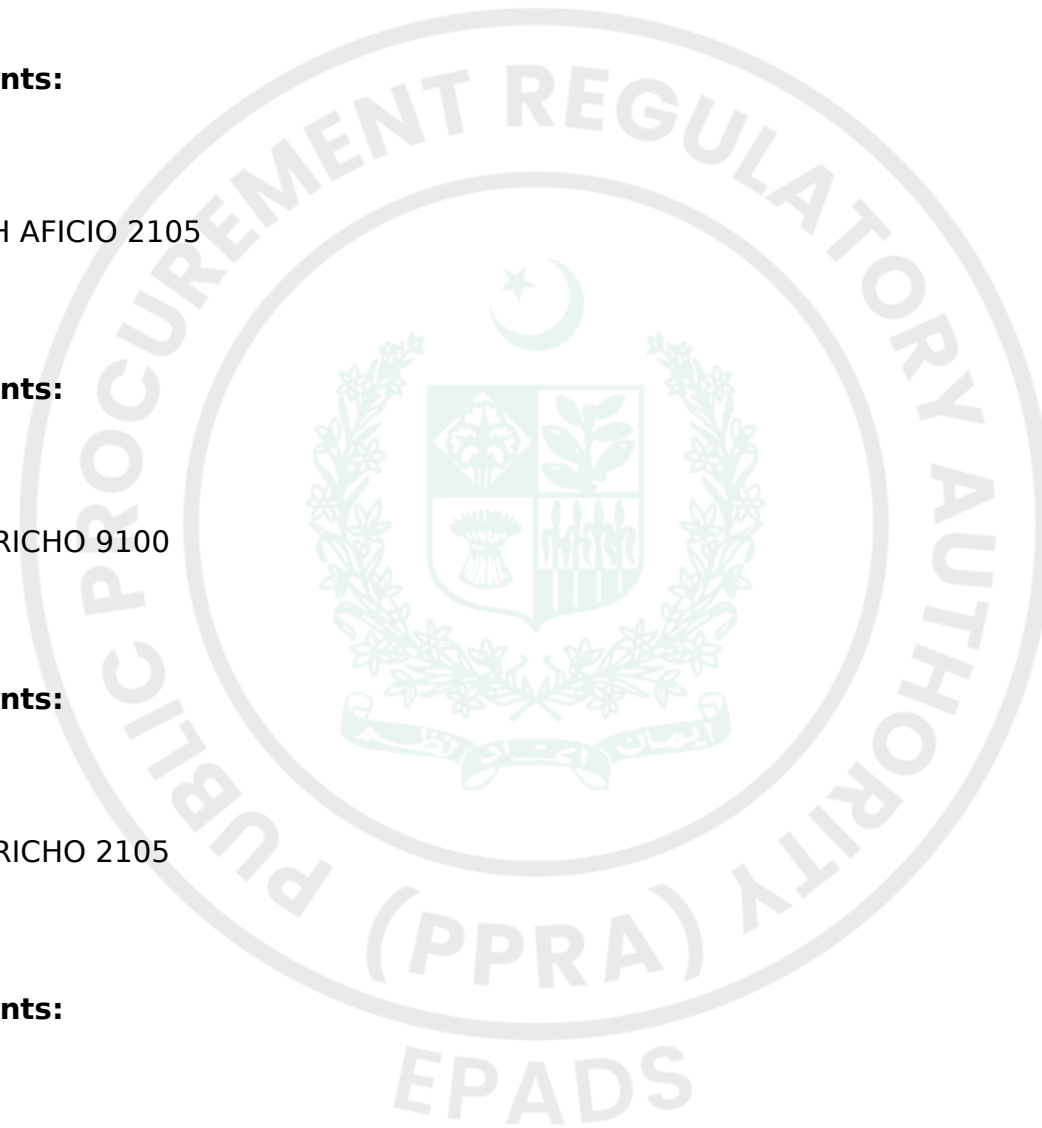 nts:
H AFICIO 2105
nts:
RICHO 9100
nts:
RICHO 2105
nts:
PUBLIC PROCUREMENT REGULATORY AUTHORITY
(PPRA)
EPADS